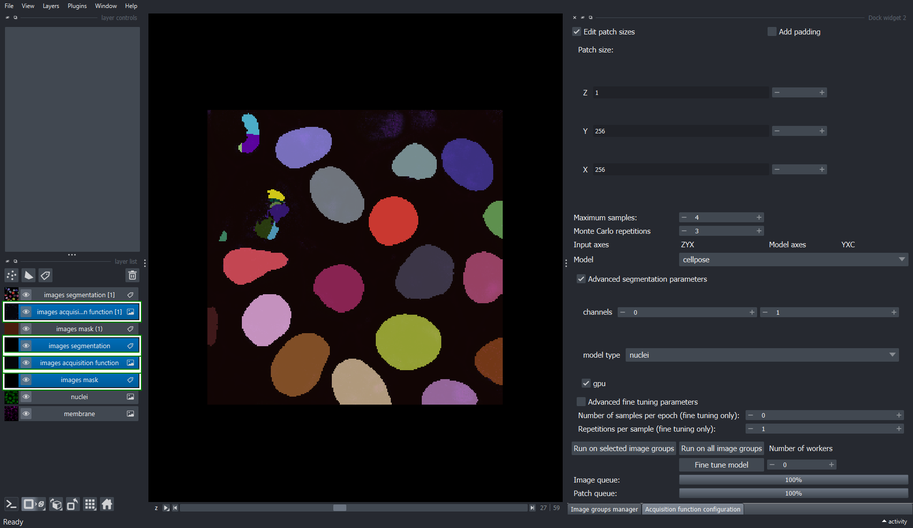 File View Layers Plugins Window Help
layer controls
Dock widget 2
Edit patch sizes
Add padding
Patch size:
Z 1
Y 256
X 256
Maximum samples: 4
Monte Carlo repetitions 3
Input axes ZYX Model axes YXC
Model cellpose
Advanced segmentation parameters
channels 0 1
model type nuclei
gpu
Advanced fine tuning parameters
Number of samples per epoch (fine tuning only): 0
Repetitions per sample (fine tuning only): 1
Run on selected image groups Run on all image groups Number of workers
Fine tune model 0
Image queue: 100%
Patch queue: 100%
Image groups manager Acquisition function configuration
layer list
images segmentation [1]
images acquisi...n function [1]
images mask (1)
images segmentation
images acquisition function
images mask
nuclei
membrane
z 27 59
Ready
activity